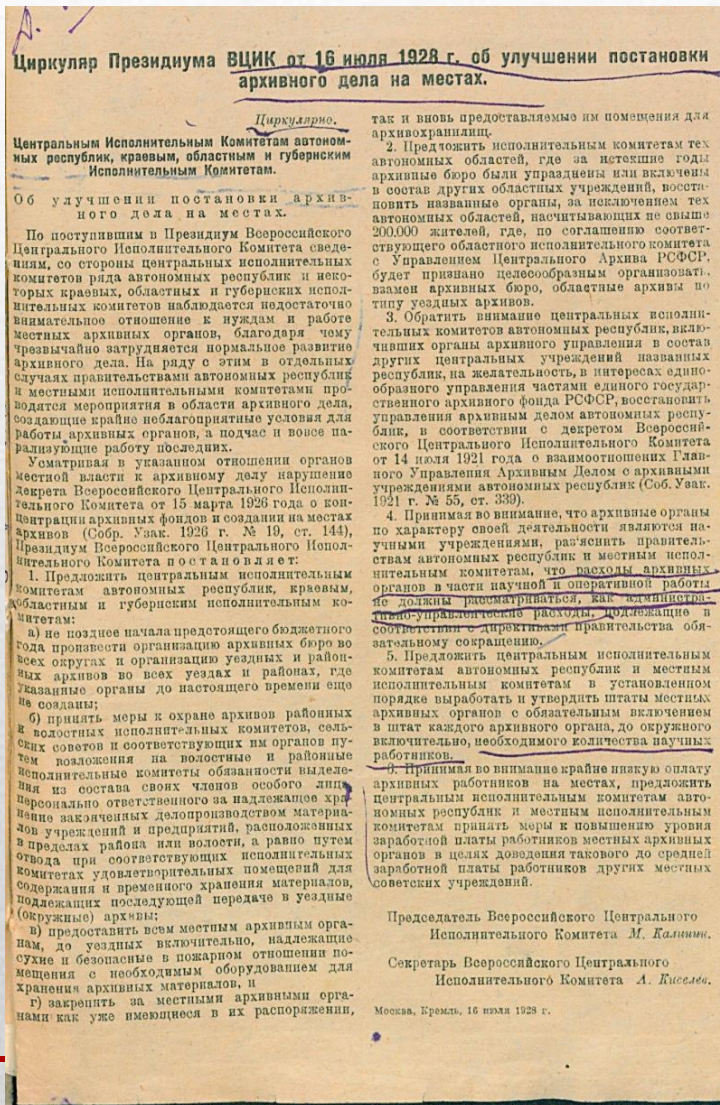 Д.
Циркуляр Президиума ВЦИК от 16 июля 1928 г. об улучшении постановки
архивного дела на местах.
Циркулярно.
Центральным Исполнительным Комитетам автоном-
ных республик, краевым, областным и губернским
Исполнительным Комитетам.
Об улучшении постановки архив-
ного дела на местах.
По поступившим в Президиум Всероссийского
Центрального Исполнительного Комитета сведе-
ниям, со стороны центральных исполнительных
комитетов ряда автономных республик и неко-
торых краевых, областных и губернских испол-
нительных комитетов наблюдается недостаточно
внимательное отношение к нуждам и работе
местных архивных органов, благодаря чему
чрезвычайно затрудняется нормальное развитие
архивного дела. На ряду с этим в отдельных
случаях правительствами автономных республик
и местными исполнительными комитетами про-
водятся мероприятия в области архивного дела,
создающие крайне неблагоприятные условия для
работы архивных органов, а подчас и вовсе па-
рализующие работу последних.
Усматривая в указанном отношении органов
местной власти к архивному делу нарушение
декрета Всероссийского Центрального Исполни-
тельного Комитета от 15 марта 1926 года о кон-
центрации архивных фондов и создании на местах
архивов (Собр. Узак. 1926 г. № 19, ст. 144),
Президиум Всероссийского Центрального Испол-
нительного Комитета постановляет:
1. Предложить центральным исполнительным
комитетам автономных республик, краевым,
областным и губернским исполнительным ко-
митетам:
а) не позднее начала предстоящего бюджетного
года произвести организацию архивных бюро во
всех округах и организацию уездных и район-
ных архивов во всех уездах и районах, где
указанные органы до настоящего времени еще
не созданы;
б) принять меры к охране архивов районных
и волостных исполнительных комитетов, сель-
ских советов и соответствующих им органов пу-
тем возложения на волостные и районные
исполнительные комитеты обязанности выделе-
ния из состава своих членов особого лица,
персонально ответственного за надлежащее хра-
нение законченных делопроизводством материа-
лов учреждений и предприятий, расположенных
в пределах района или волости, а равно путем
отвода при соответствующих исполнительных
комитетах удовлетворительных помещений для
содержания и временного хранения материалов,
подлежащих последующей передаче в уездные
(окружные) архивы;
в) предоставить всем местным архивным орга-
нам, до уездных включительно, надлежащие
сухие и безопасные в пожарном отношении по-
мещения с необходимым оборудованием для
хранения архивных материалов, и
г) закрепить за местными архивными орга-
нами как уже имеющиеся в их распоряжении,
так и вновь предоставляемые им помещения для
архивохранилищ.
2. Предложить исполнительным комитетам тех
автономных областей, где за истекшие годы
архивные бюро были упразднены или включены
в состав других областных учреждений, восста-
новить названные органы, за исключением тех
автономных областей, насчитывающих не свыше
200.000 жителей, где, по соглашению соответ-
ствующего областного исполнительного комитета
с Управлением Центрального Архива РСФСР,
будет признано целесообразным организовать,
взамен архивных бюро, областные архивы по
типу уездных архивов.
3. Обратить внимание центральных исполни-
тельных комитетов автономных республик, вклю-
чивших органы архивного управления в состав
других центральных учреждений названных
республик, на желательность, в интересах едино-
образного управления частями единого государ-
ственного архивного фонда РСФСР, восстановить
управления архивным делом автономных респу-
блик, в соответствии с декретом Всероссий-
ского Центрального Исполнительного Комитета
от 14 июля 1921 года о взаимоотношениях Глав-
ного Управления Архивным Делом с архивными
учреждениями автономных республик (Соб. Узак.
1921 г. № 55, ст. 339).
4. Принимая во внимание, что архивные органы
по характеру своей деятельности являются на-
учными учреждениями, раз'яснить правитель-
ствам автономных республик и местным испол-
нительным комитетам, что расходы архивных
органов в части научной и оперативной работы
не должны рассматриваться, как администра-
тивно-управленческие расходы, подлежащие в
соответствии с директивами правительства обя-
зательному сокращению.
5. Предложить центральным исполнительным
комитетам автономных республик и местным
исполнительным комитетам в установленном
порядке выработать и утвердить штаты местных
архивных органов с обязательным включением
в штат каждого архивного органа, до окружного
включительно, необходимого количества научных
работников.
6. Принимая во внимание крайне низкую оплату
архивных работников на местах, предложить
центральным исполнительным комитетам авто-
номных республик и местным исполнительным
комитетам принять меры к повышению уровня
заработной платы работников местных архивных
органов в целях доведения такового до средней
заработной платы работников других местных
советских учреждений.
Председатель Всероссийского Центрального
Исполнительного Комитета М. Калинин.
Секретарь Всероссийского Центрального
Исполнительного Комитета А. Киселев.
Москва, Кремль, 16 июля 1928 г.